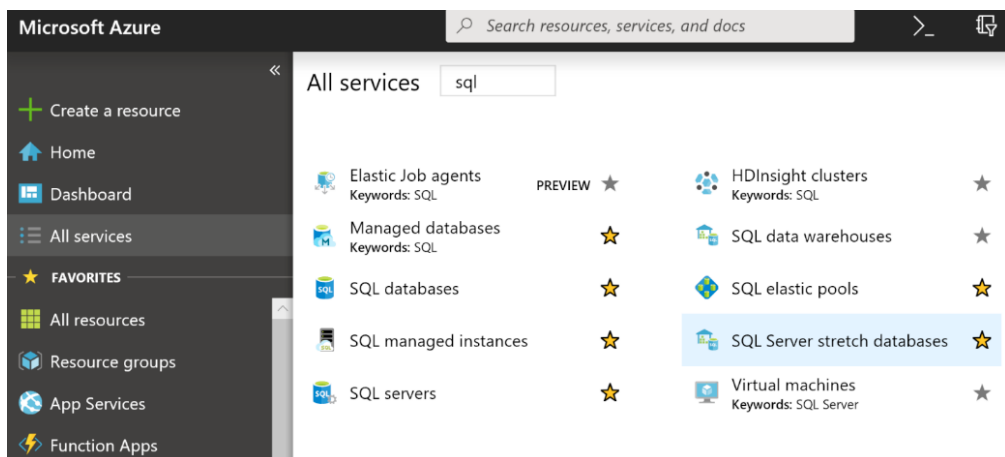 Microsoft Azure
Search resources, services, and docs
Create a resource
Home
Dashboard
All services
FAVORITES
All resources
Resource groups
App Services
Function Apps
All services
sql
Elastic Job agents
Keywords: SQL
PREVIEW
Managed databases
Keywords: SQL
SQL databases
SQL managed instances
SQL servers
HDInsight clusters
Keywords: SQL
SQL data warehouses
SQL elastic pools
SQL Server stretch databases
Virtual machines
Keywords: SQL Server